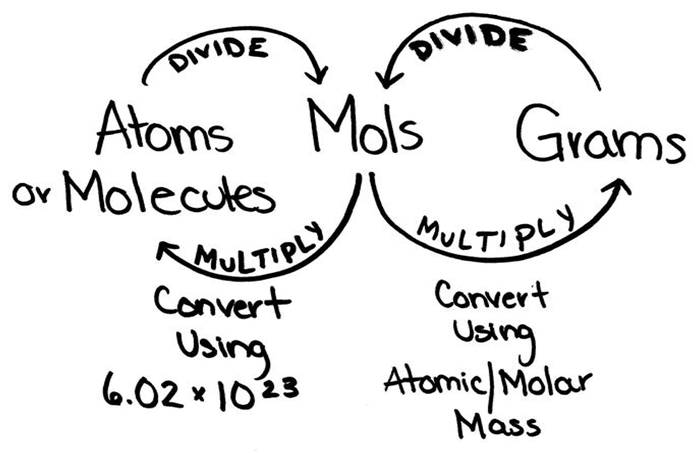 DIVIDE DIVIDE
Atoms Mols Grams
or Molecules
MULTIPLY MULTIPLY
Convert
Using
6.02 x 10²³
Convert
Using
Atomic/Molar
Mass